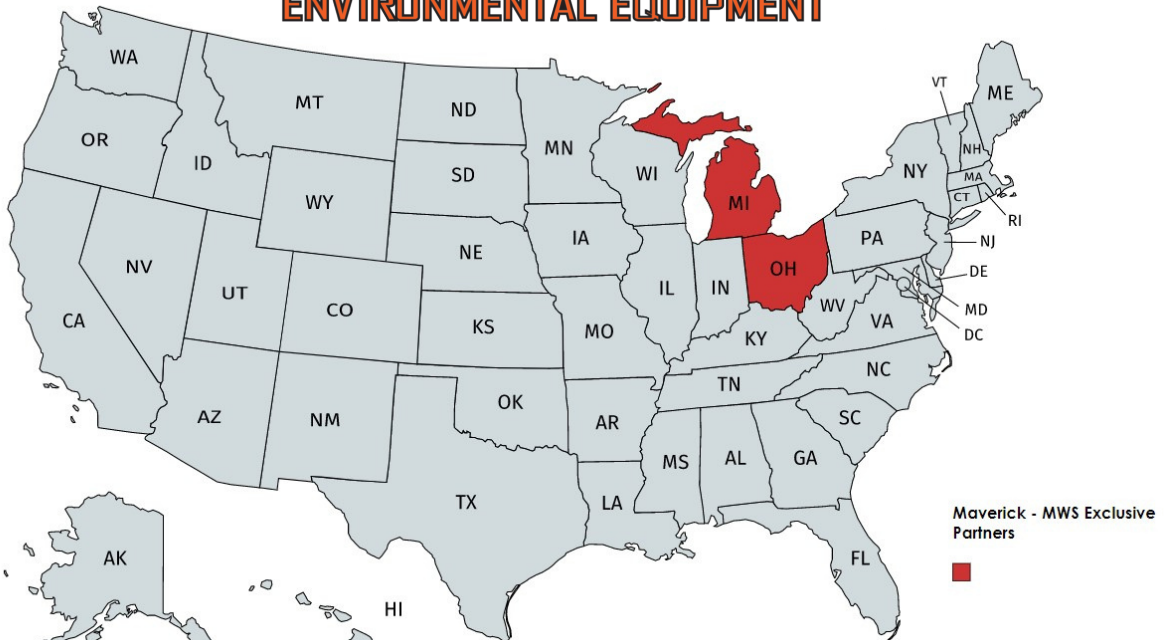 ENVIRONMENTAL EQUIPMENT
WA
MT
ND
MN
VT
ME
OR
ID
SD
WI
NY
NH
MA
CT
RI
WY
MI
IA
PA
NJ
NE
NV
UT
CO
IL
IN
OH
DE
MD
DC
WV
VA
CA
KS
MO
KY
NC
TN
AZ
NM
OK
AR
SC
MS
AL
GA
TX
LA
Maverick - MWS Exclusive
Partners
AK
FL
HI